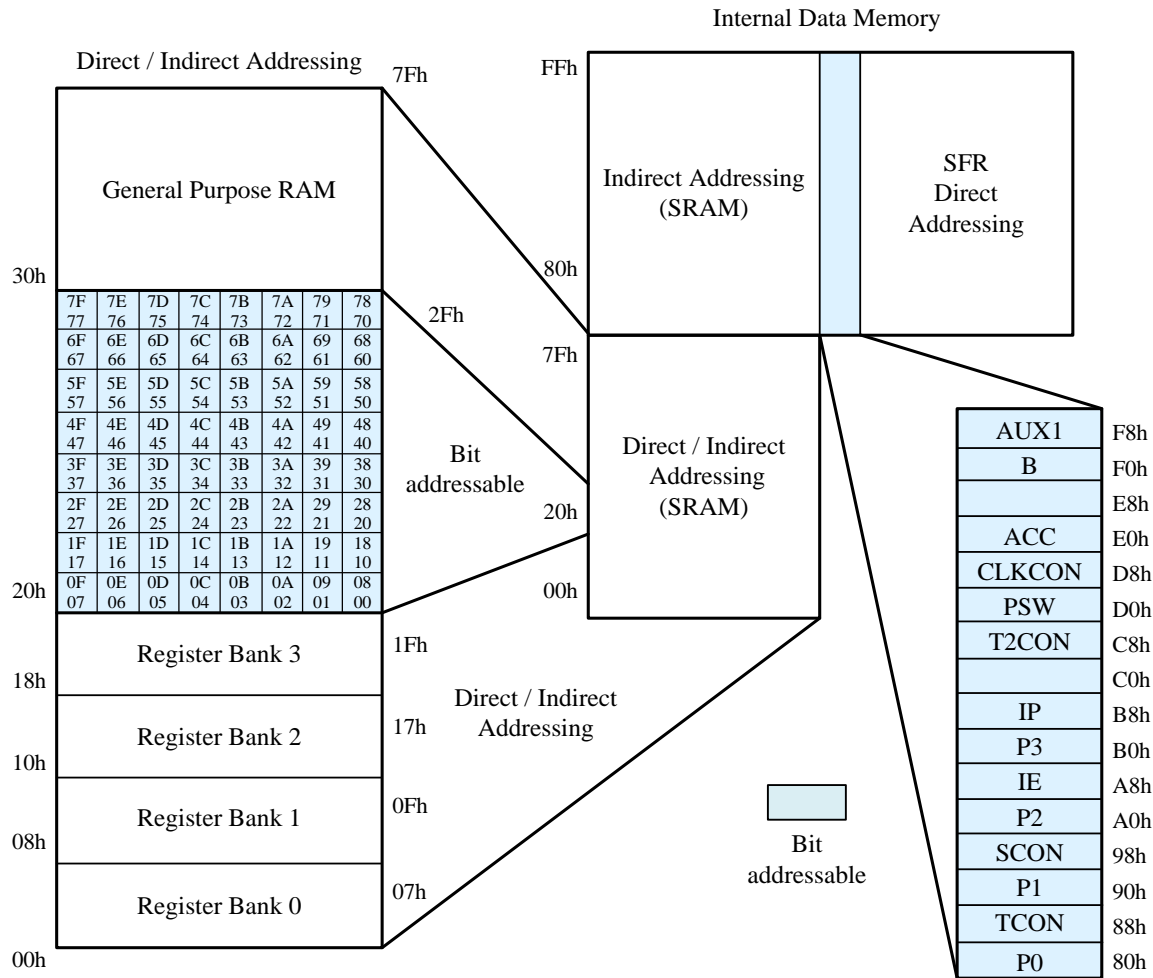 Internal Data Memory
Direct / Indirect Addressing
7Fh
General Purpose RAM
30h
7F 7E 7D 7C 7B 7A 79 78
77 76 75 74 73 72 71 70
6F 6E 6D 6C 6B 6A 69 68
67 66 65 64 63 62 61 60
5F 5E 5D 5C 5B 5A 59 58
57 56 55 54 53 52 51 50
4F 4E 4D 4C 4B 4A 49 48
47 46 45 44 43 42 41 40
3F 3E 3D 3C 3B 3A 39 38
37 36 35 34 33 32 31 30
2F 2E 2D 2C 2B 2A 29 28
27 26 25 24 23 22 21 20
1F 1E 1D 1C 1B 1A 19 18
17 16 15 14 13 12 11 10
0F 0E 0D 0C 0B 0A 09 08
07 06 05 04 03 02 01 00
2Fh
20h
Bit
addressable
20h
Register Bank 3
1Fh
18h
Register Bank 2
17h
10h
Register Bank 1
0Fh
08h
Register Bank 0
07h
00h
Direct / Indirect
Addressing
FFh
Indirect Addressing
(SRAM)
80h
SFR
Direct
Addressing
7Fh
Direct / Indirect
Addressing
(SRAM)
00h
Bit
addressable
AUX1 F8h
B F0h
E8h
ACC E0h
CLKCON D8h
PSW D0h
T2CON C8h
C0h
IP B8h
P3 B0h
IE A8h
P2 A0h
SCON 98h
P1 90h
TCON 88h
P0 80h